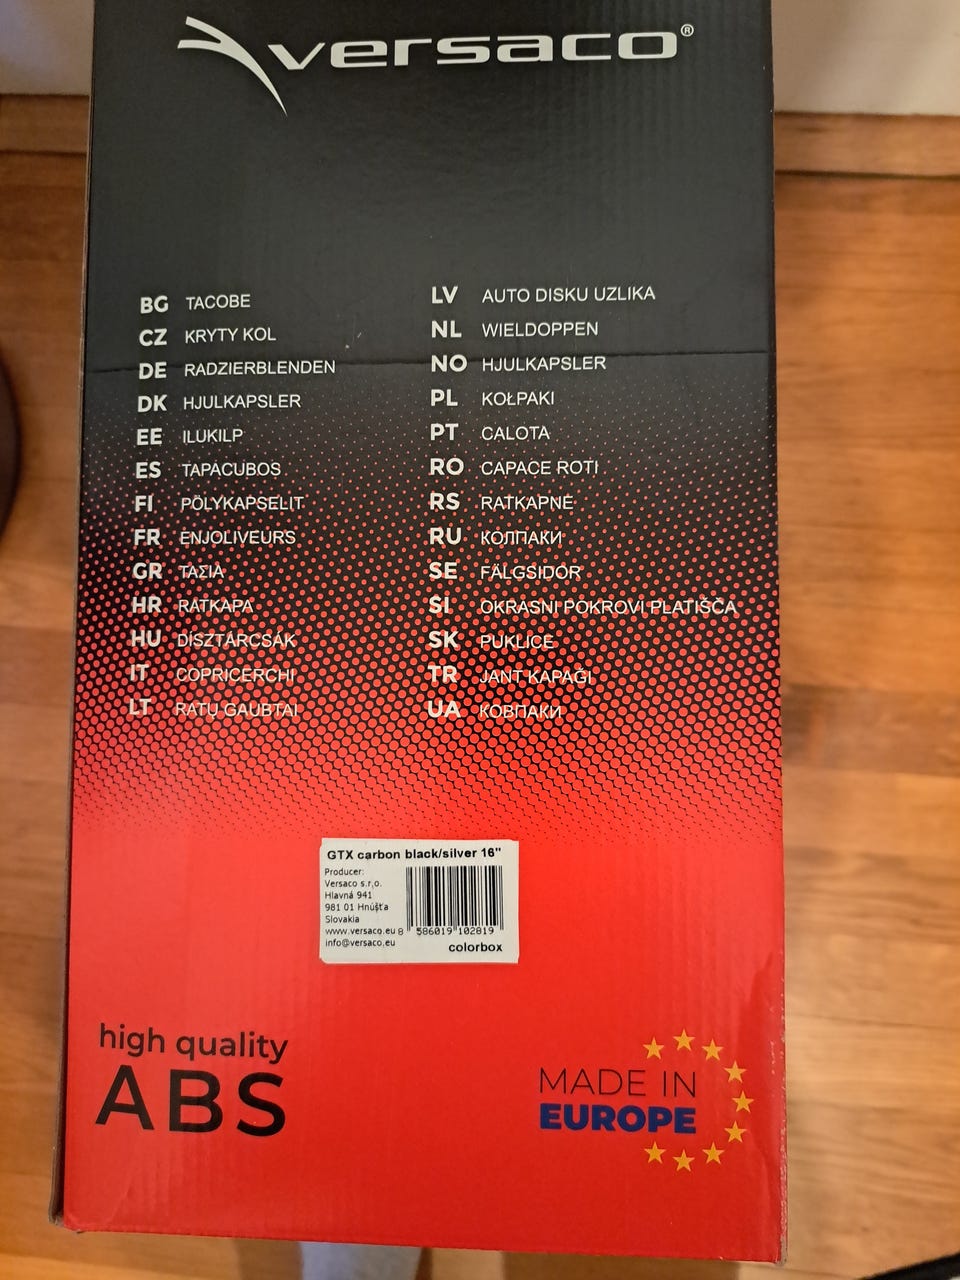 versaco®
BG TACOBE
CZ KRYTY KOL
DE RADZIERBLENDEN
DK HJULKAPSLER
EE ILUKILP
ES TAPACUBOS
FI PÖLYKAPSELIT
FR ENJOLIVEURS
GR ΤΑΣΙΑ
HR RATKAPA
HU DÍSZTÁRCSÁK
IT COPRICERCHI
LT RATŲ GAUBTAI
LV AUTO DISKU UZLIKA
NL WIELDOPPEN
NO HJULKAPSLER
PL KOŁPAKI
PT CALOTA
RO CAPACE ROTI
RS RATKAPNE
RU КОЛПАКИ
SE FÄLGSIDOR
SI OKRASNI POKROVI PLATIŠČA
SK PUKLICE
TR JANT KAPAĞI
UA КОВПАКИ
GTX carbon black/silver 16"
Producer:
Versaco s.r.o.
Hlavná 941
981 01 Hnúšťa
Slovakia
www.versaco.eu
info@versaco.eu
8 586019 102819
colorbox
high quality
ABS
MADE IN
EUROPE